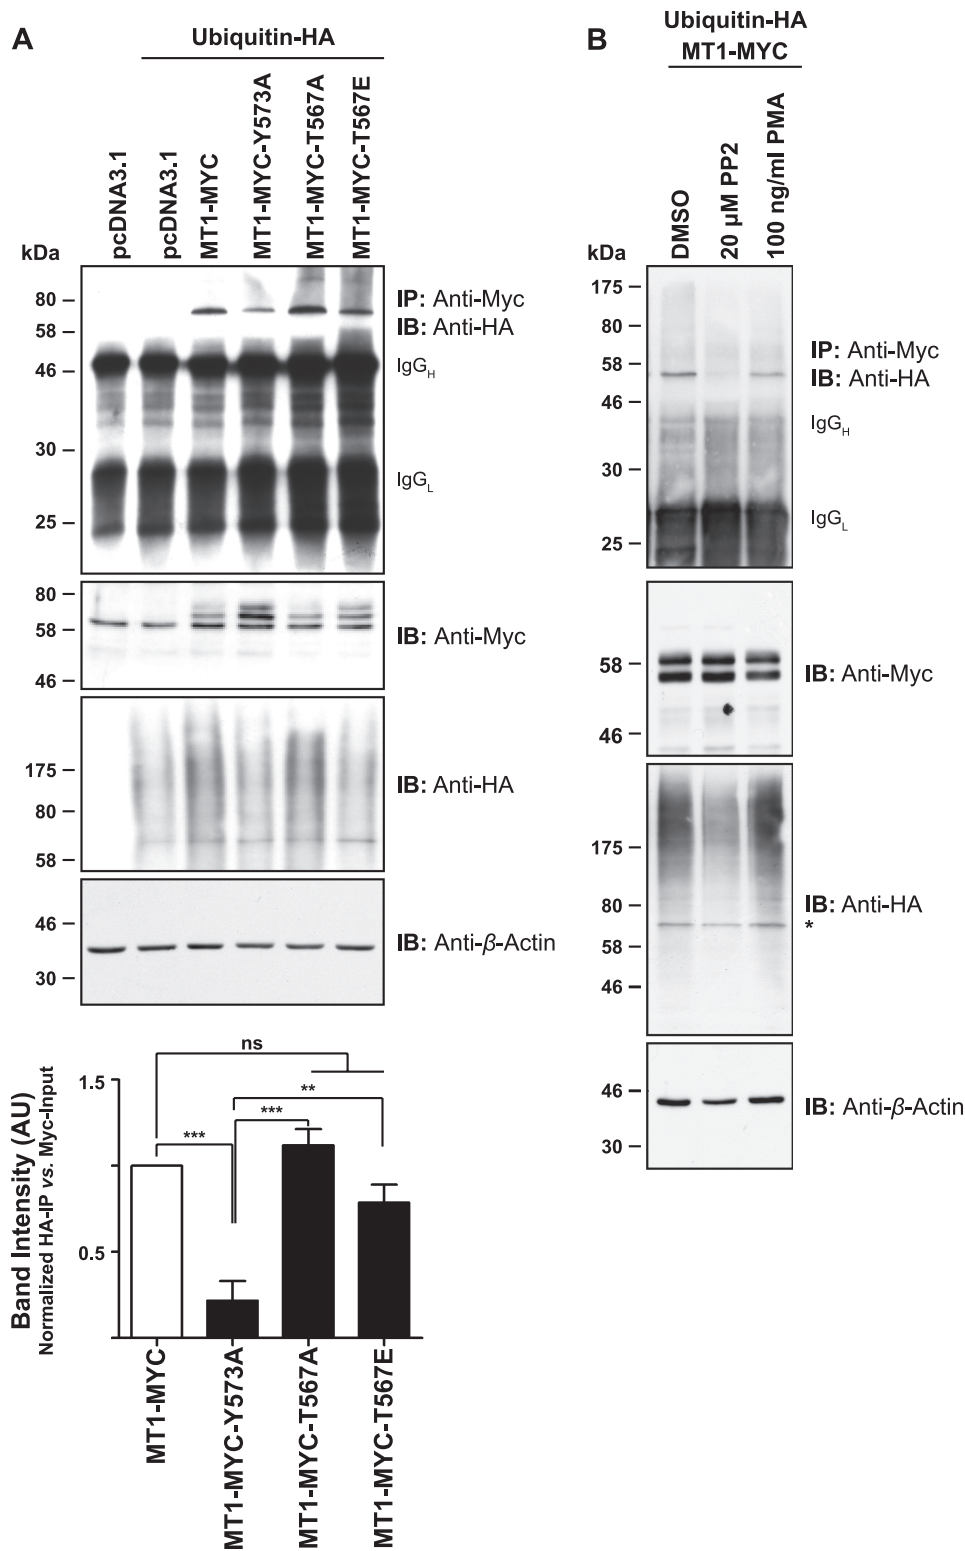 A
Ubiquitin-HA
pcDNA3.1
pcDNA3.1
MT1-MYC
MT1-MYC-Y573A
MT1-MYC-T567A
MT1-MYC-T567E
kDa
80
58
46
30
25
IP: Anti-Myc
IB: Anti-HA
IgGH
IgGL
80
58
46
IB: Anti-Myc
175
80
58
IB: Anti-HA
46
30
IB: Anti-β-Actin
Band Intensity (AU)
Normalized HA-IP vs. Myc-Input
1.5
0.5
ns
**
***
***
MT1-MYC
MT1-MYC-Y573A
MT1-MYC-T567A
MT1-MYC-T567E
B
Ubiquitin-HA
MT1-MYC
DMSO
20 µM PP2
100 ng/ml PMA
kDa
175
80
58
46
30
25
IP: Anti-Myc
IB: Anti-HA
IgGH
IgGL
58
46
IB: Anti-Myc
175
80
58
46
IB: Anti-HA
*
46
30
IB: Anti-β-Actin